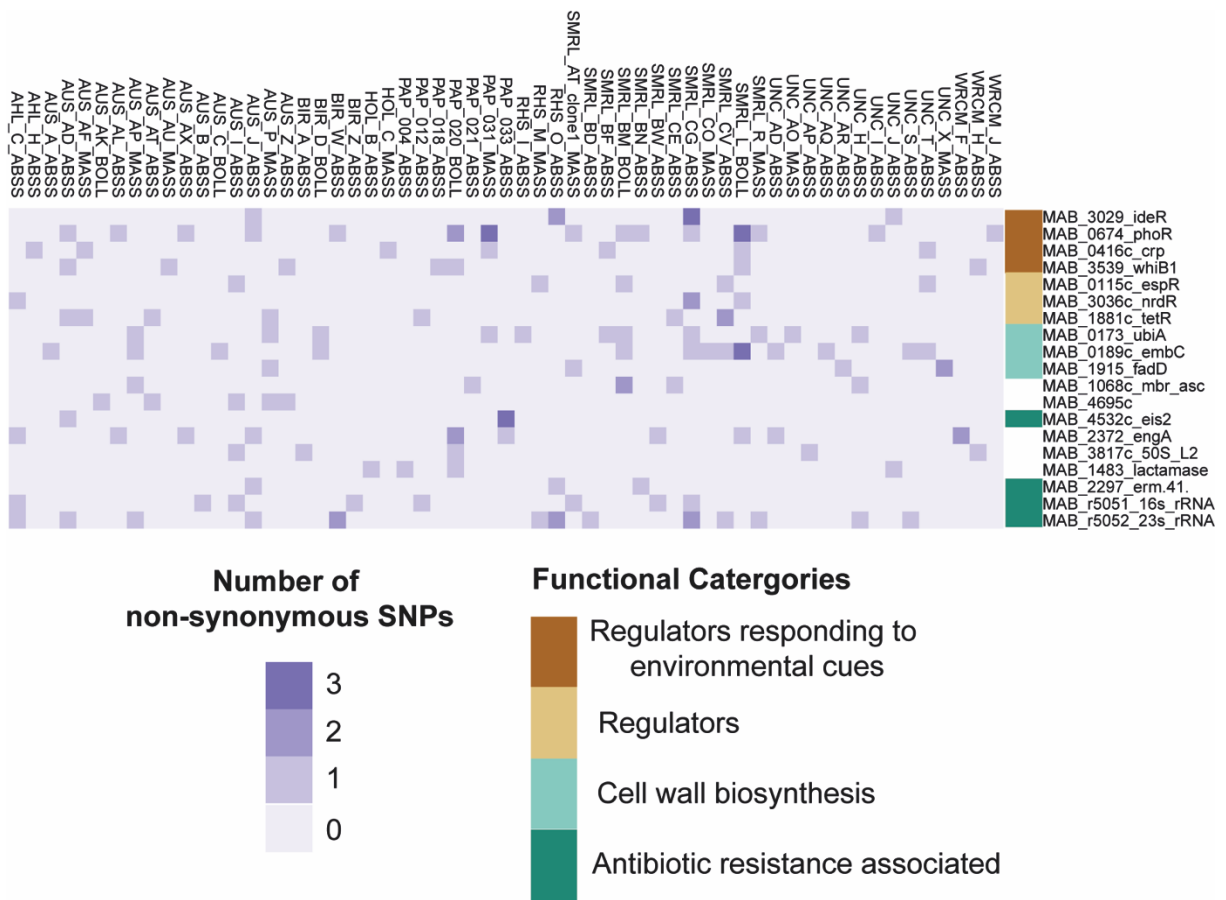 AHL_C_ABSS
AHL_H_ABSS
AUS_A_ABSS
AUS_AD_ABSS
AUS_AF_MASS
AUS_AK_BOLL
AUS_AL_ABSS
AUS_AP_MASS
AUS_AT_ABSS
AUS_AU_MASS
AUS_AX_ABSS
AUS_B_ABSS
AUS_C_BOLL
AUS_I_ABSS
AUS_J_ABSS
AUS_P_MASS
AUS_Z_ABSS
BIR_A_ABSS
BIR_D_BOLL
BIR_W_ABSS
BIR_Z_ABSS
HOL_B_ABSS
HOL_C_MASS
PAP_004_ABSS
PAP_012_ABSS
PAP_018_ABSS
PAP_020_BOLL
PAP_021_ABSS
PAP_031_MASS
PAP_033_ABSS
RHS_I_ABSS
RHS_M_MASS
RHS_O_ABSS
SMRL_AT_clone1_MASS
SMRL_BD_ABSS
SMRL_BF_ABSS
SMRL_BM_BOLL
SMRL_BN_ABSS
SMRL_BV_ABSS
SMRL_CE_ABSS
SMRL_CG_ABSS
SMRL_CO_MASS
SMRL_CV_ABSS
SMRL_L_BOLL
SMRL_R_MASS
UNC_AD_ABSS
UNC_AO_MASS
UNC_AP_ABSS
UNC_AQ_ABSS
UNC_AR_ABSS
UNC_H_ABSS
UNC_I_ABSS
UNC_J_ABSS
UNC_S_ABSS
UNC_T_ABSS
UNC_X_MASS
WRCM_F_ABSS
WRCM_H_ABSS
WRCM_J_ABSS
MAB_3029_ideR
MAB_0674_phoR
MAB_0416c_crp
MAB_3539_whiB1
MAB_0115c_espR
MAB_3036c_nrdR
MAB_1881c_tetR
MAB_0173_ubiA
MAB_0189c_embC
MAB_1915_fadD
MAB_1068c_mbr_asc
MAB_4695c
MAB_4532c_eis2
MAB_2372_engA
MAB_3817c_50S_L2
MAB_1483_lactamase
MAB_2297_erm.41.
MAB_r5051_16s_rRNA
MAB_r5052_23s_rRNA
Number of
non-synonymous SNPs
3
2
1
0
Functional Catergories
Regulators responding to
environmental cues
Regulators
Cell wall biosynthesis
Antibiotic resistance associated